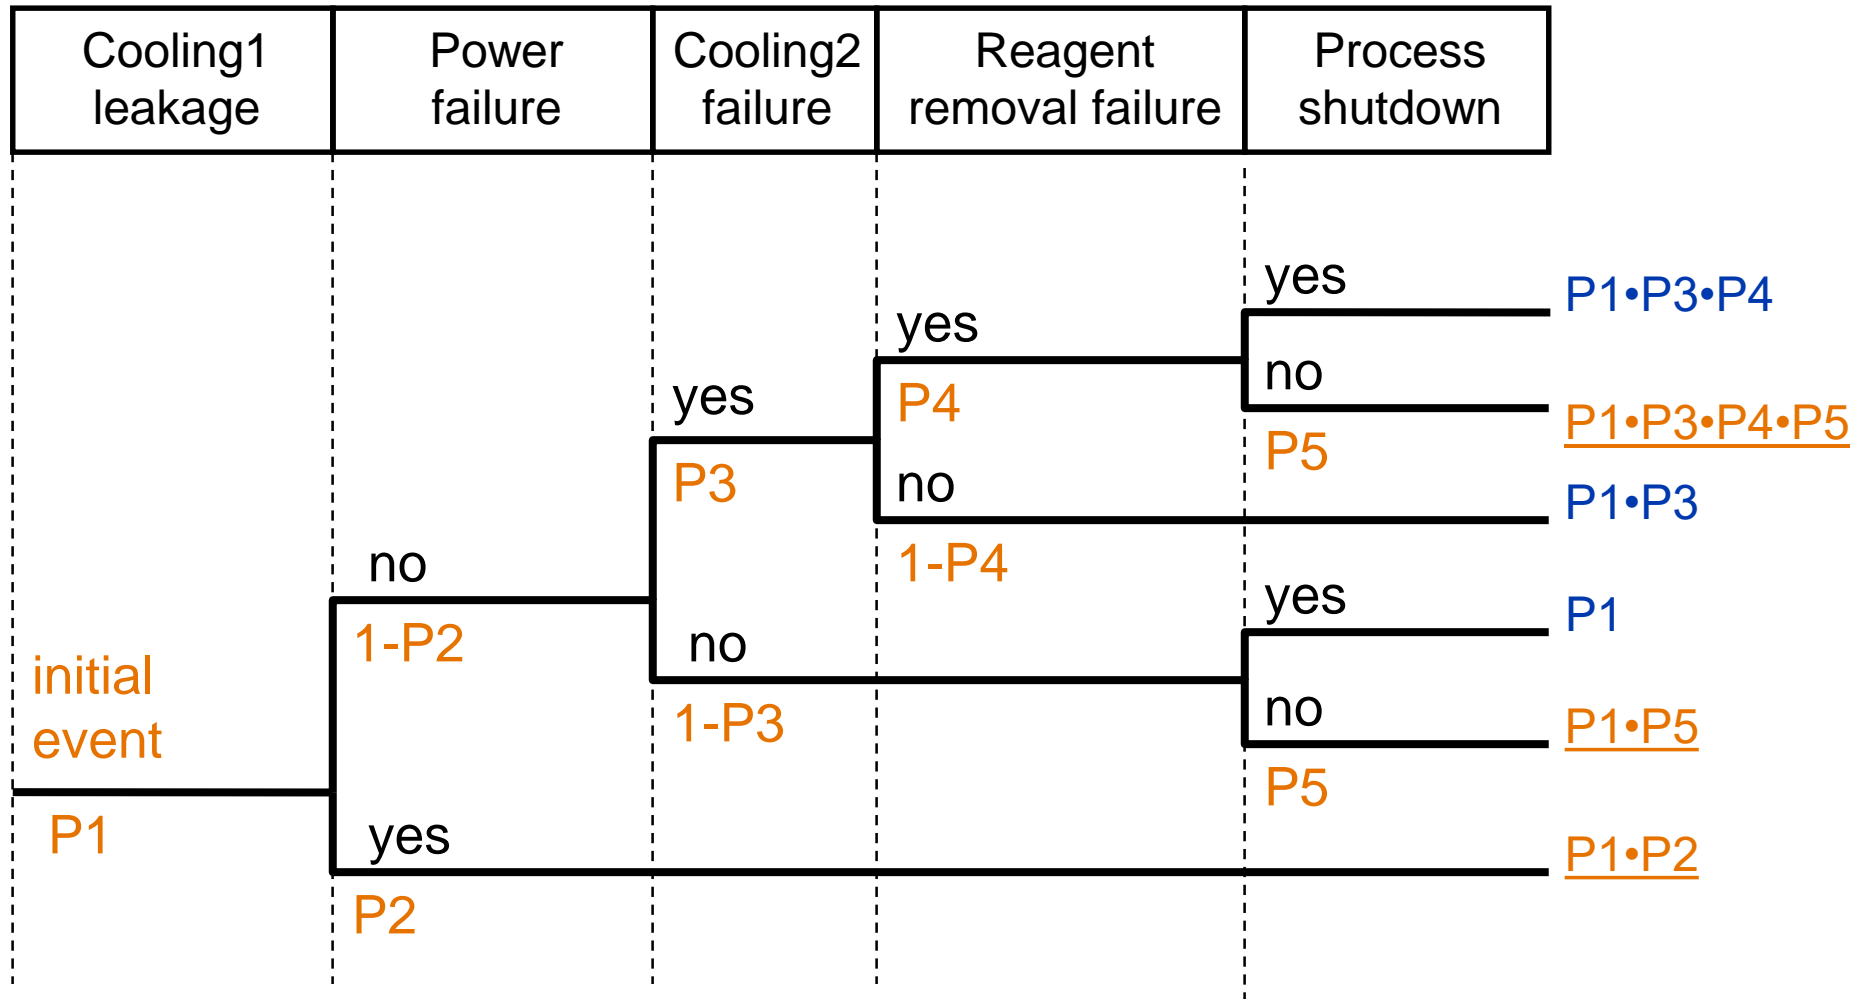 Cooling1
leakage
Power
failure
Cooling2
failure
Reagent
removal failure
Process
shutdown
yes
P1•P3•P4
yes
no
P4
P1•P3•P4•P5
yes
P5
P3
no
P1•P3
no
1-P4
yes
P1
1-P2
no
initial
event
1-P3
no
P1•P5
P5
P1
yes
P1•P2
P2